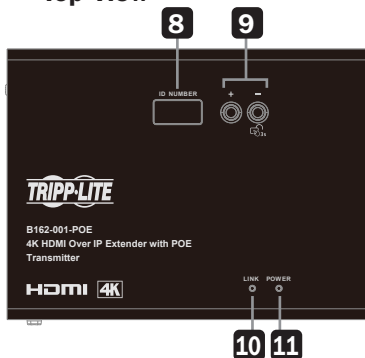 Top View
8 9
ID NUMBER + −
3s
TRIPP·LITE
B162-001-POE
4K HDMI Over IP Extender with POE
Transmitter
HDMI 4K
LINK POWER
10 11